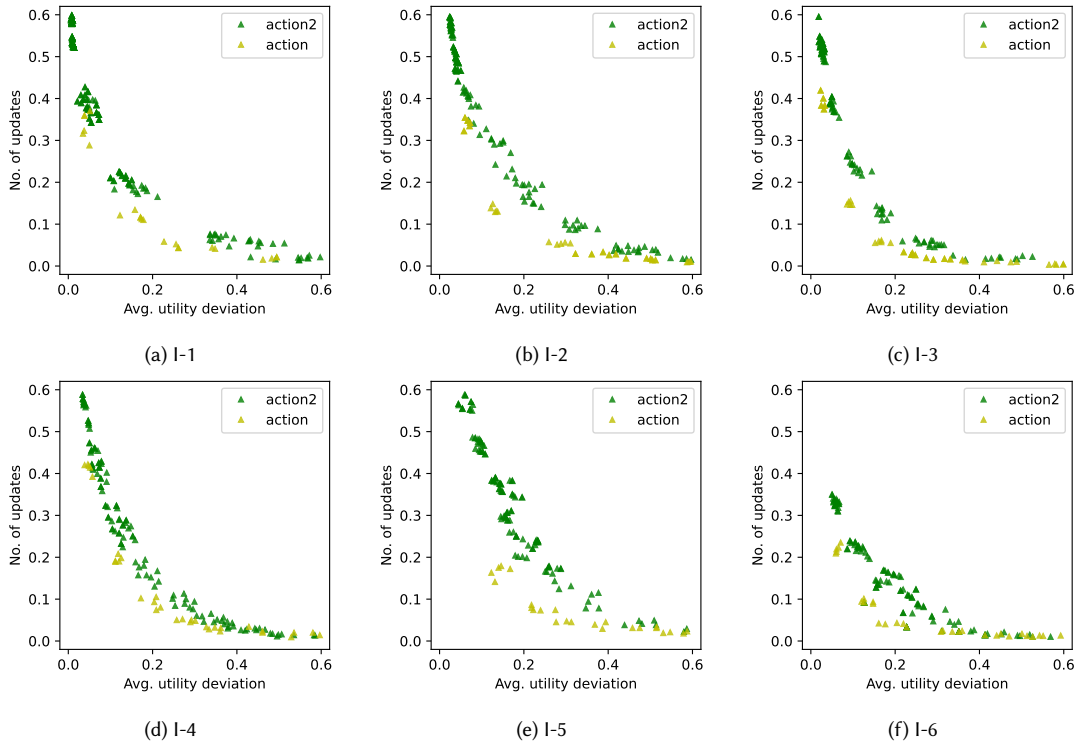 0.6
0.5
0.4
0.3
0.2
0.1
0.0
No. of updates
0.0 0.2 0.4 0.6
Avg. utility deviation
action2
action
(a) I-1
0.6
0.5
0.4
0.3
0.2
0.1
0.0
No. of updates
0.0 0.2 0.4 0.6
Avg. utility deviation
action2
action
(b) I-2
0.6
0.5
0.4
0.3
0.2
0.1
0.0
No. of updates
0.0 0.2 0.4 0.6
Avg. utility deviation
action2
action
(c) I-3
0.6
0.5
0.4
0.3
0.2
0.1
0.0
No. of updates
0.0 0.2 0.4 0.6
Avg. utility deviation
action2
action
(d) I-4
0.6
0.5
0.4
0.3
0.2
0.1
0.0
No. of updates
0.0 0.2 0.4 0.6
Avg. utility deviation
action2
action
(e) I-5
0.6
0.5
0.4
0.3
0.2
0.1
0.0
No. of updates
0.0 0.2 0.4 0.6
Avg. utility deviation
action2
action
(f) I-6